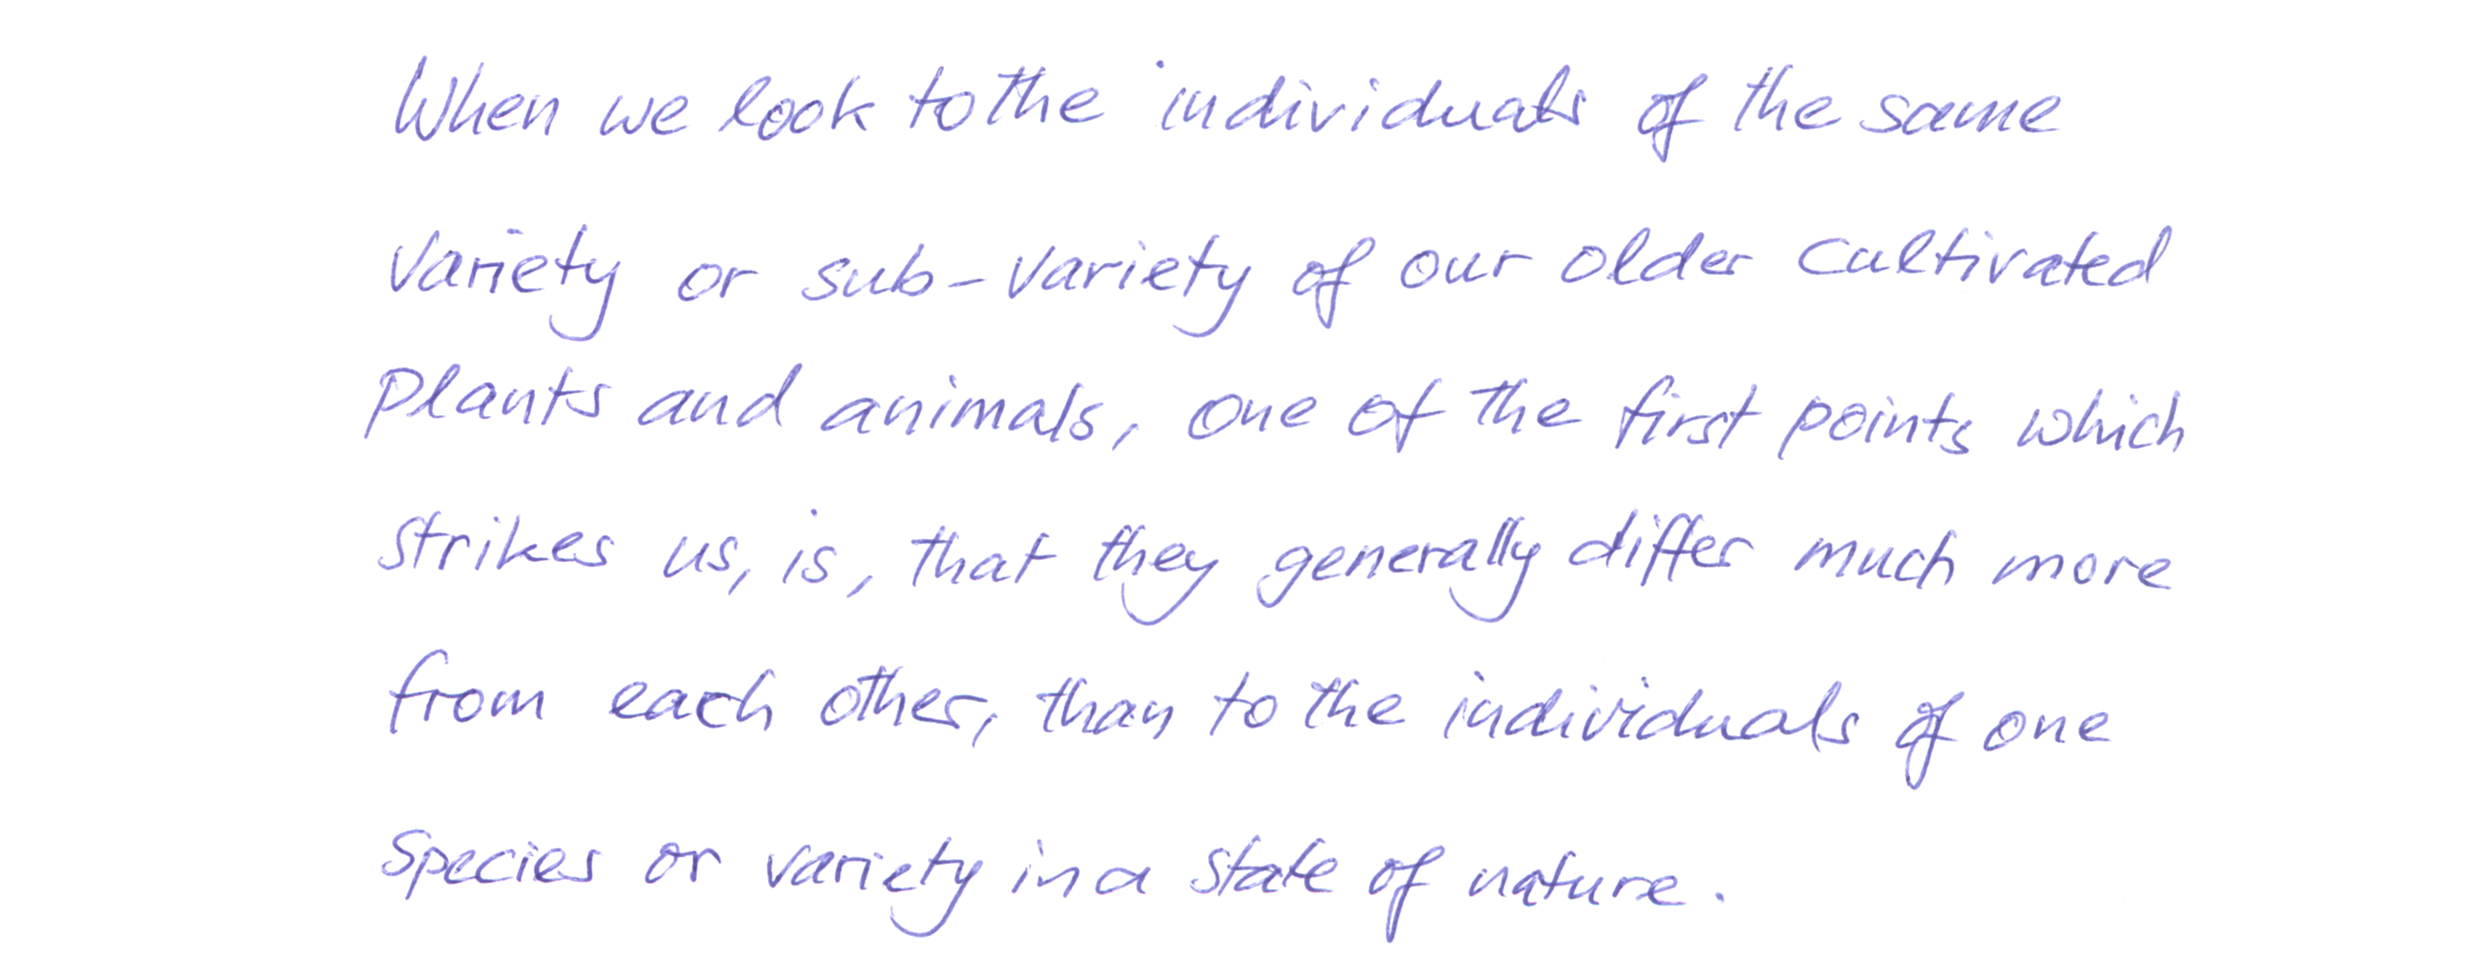 When we look to the individuals of the same
variety or sub-variety of our older cultivated
plants and animals, one of the first points which
strikes us, is, that they generally differ much more
from each other, than to the individuals of one
species or variety in a state of nature.